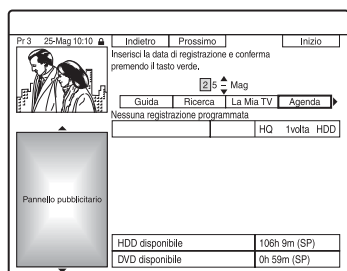 Pr 3 25-Mag 10:10
Indietro Prossimo Inizio
Inserisci la data di registrazione e conferma
premendo il tasto verde.
25 Mag
Guida Ricerca La Mia TV Agenda
Nessuna registrazione programmata
HQ 1volta HDD
Pannello pubblicitario
HDD disponibile 106h 9m (SP)
DVD disponibile 0h 59m (SP)